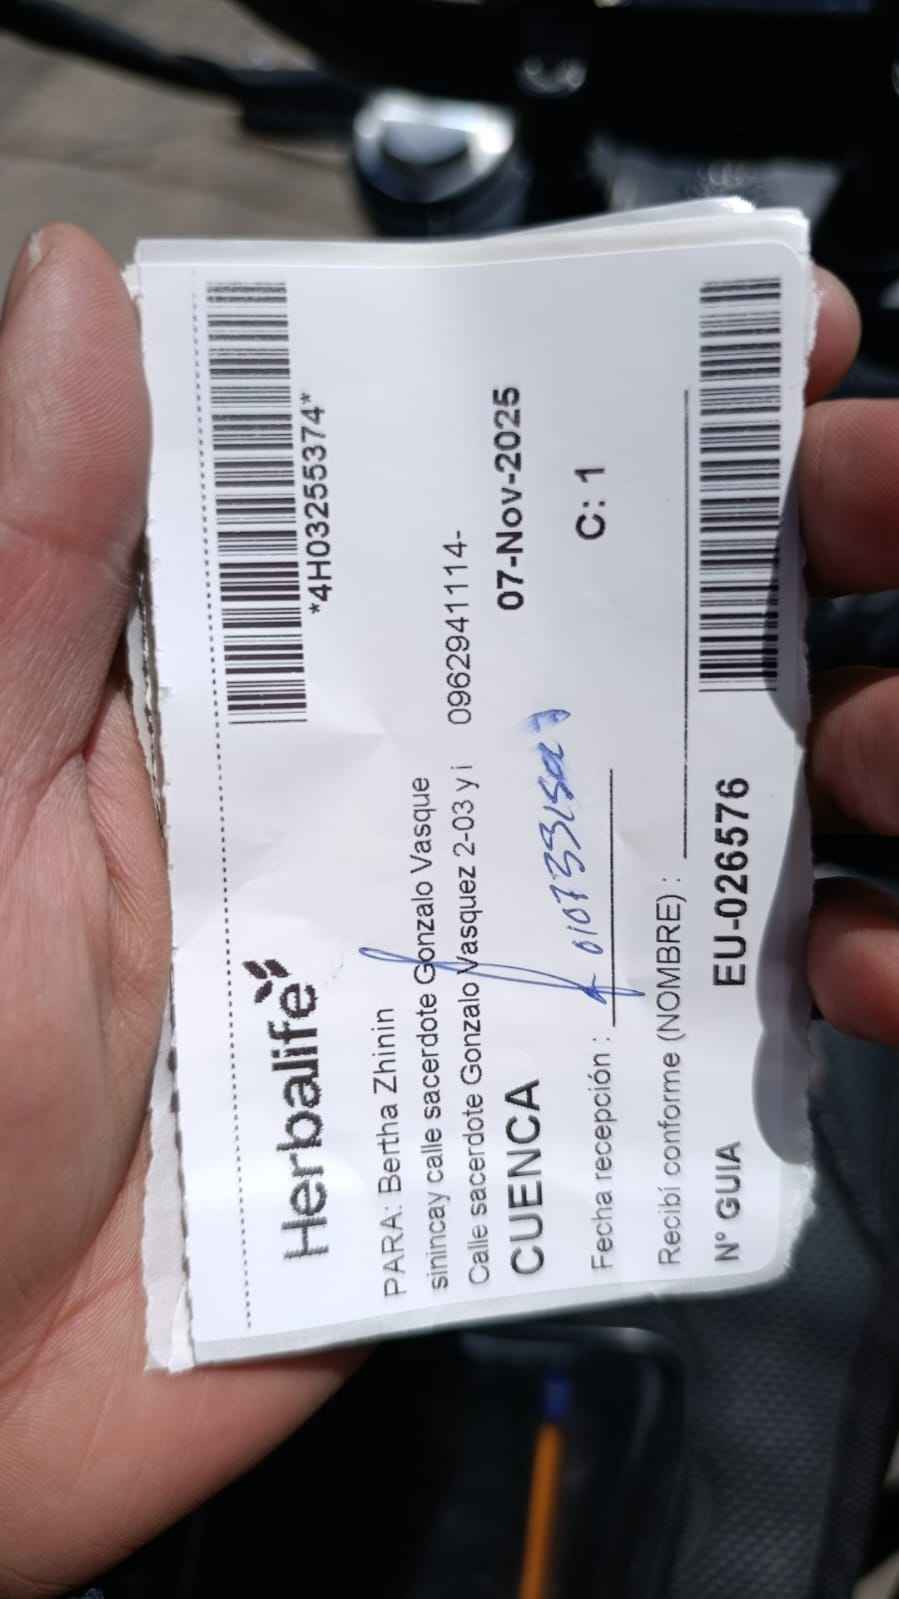 *4H03255374*
Herbalife
PARA: Bertha Zhinin
sinincay calle sacerdote Gonzalo Vasque
Calle sacerdote Gonzalo Vasquez 2-03 y i 0962941114-
CUENCA 07-Nov-2025
Fecha recepción : C: 1
Recibí conforme (NOMBRE) :
N° GUIA EU-026576